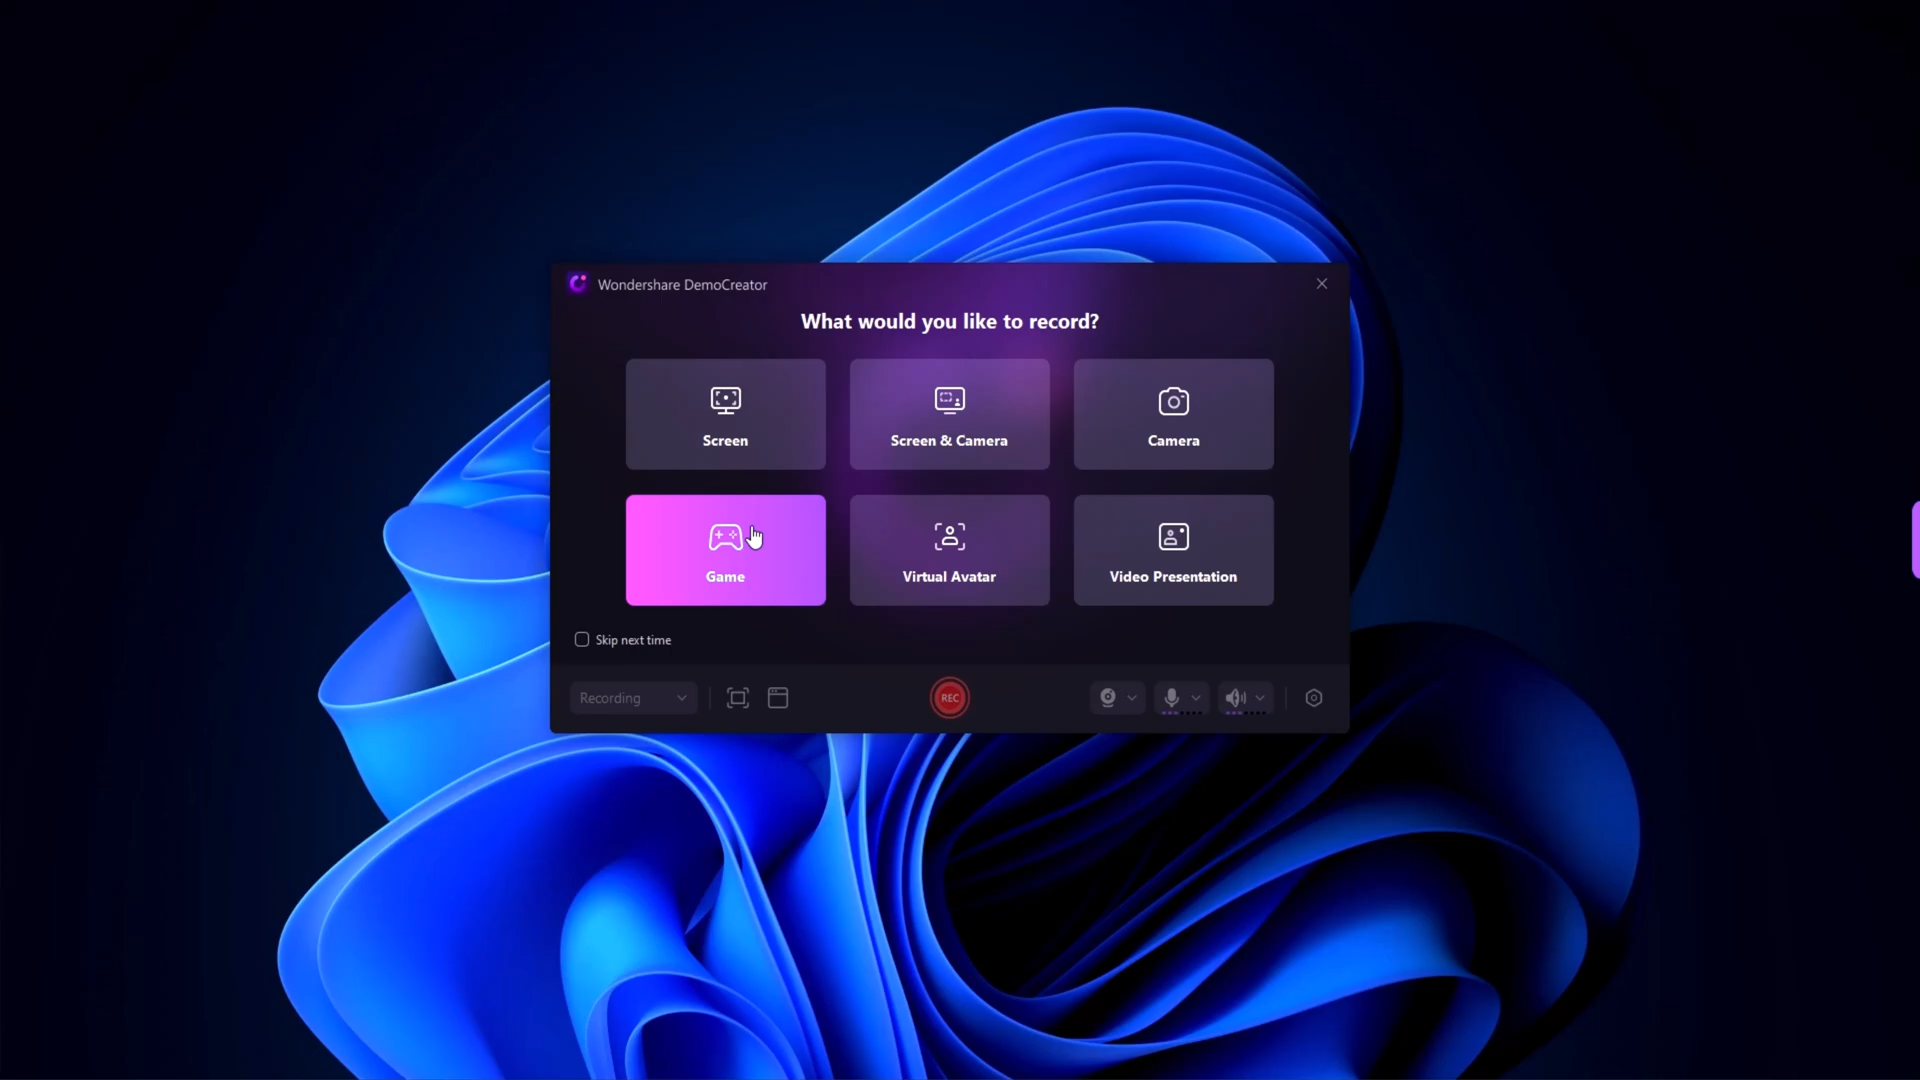 Wondershare DemoCreator
What would you like to record?
Screen
Screen & Camera
Camera
Game
Virtual Avatar
Video Presentation
Skip next time
Recording
REC